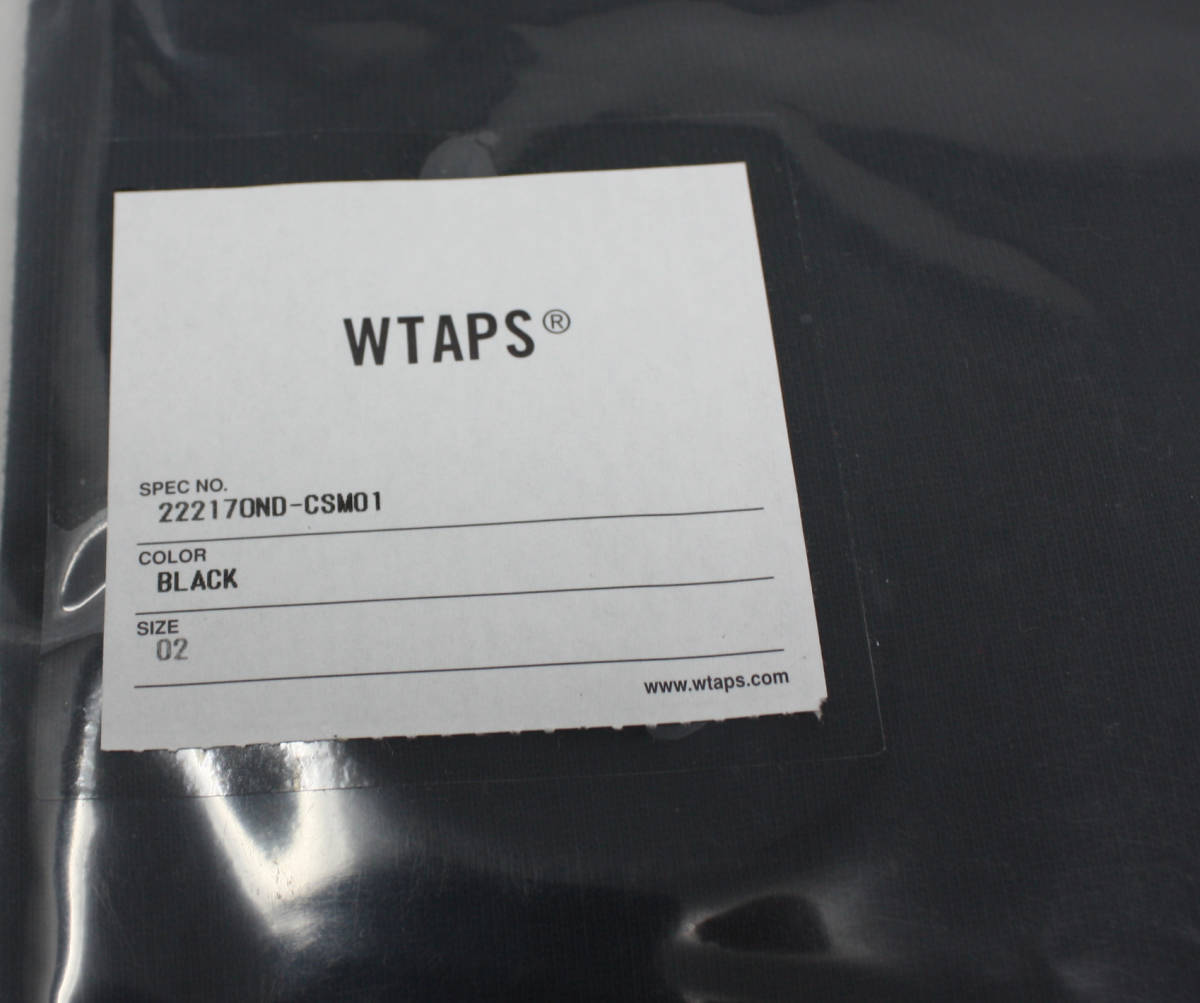 WTAPS®
SPEC NO.
222170ND-CSM01
COLOR
BLACK
SIZE
02
www.wtaps.com